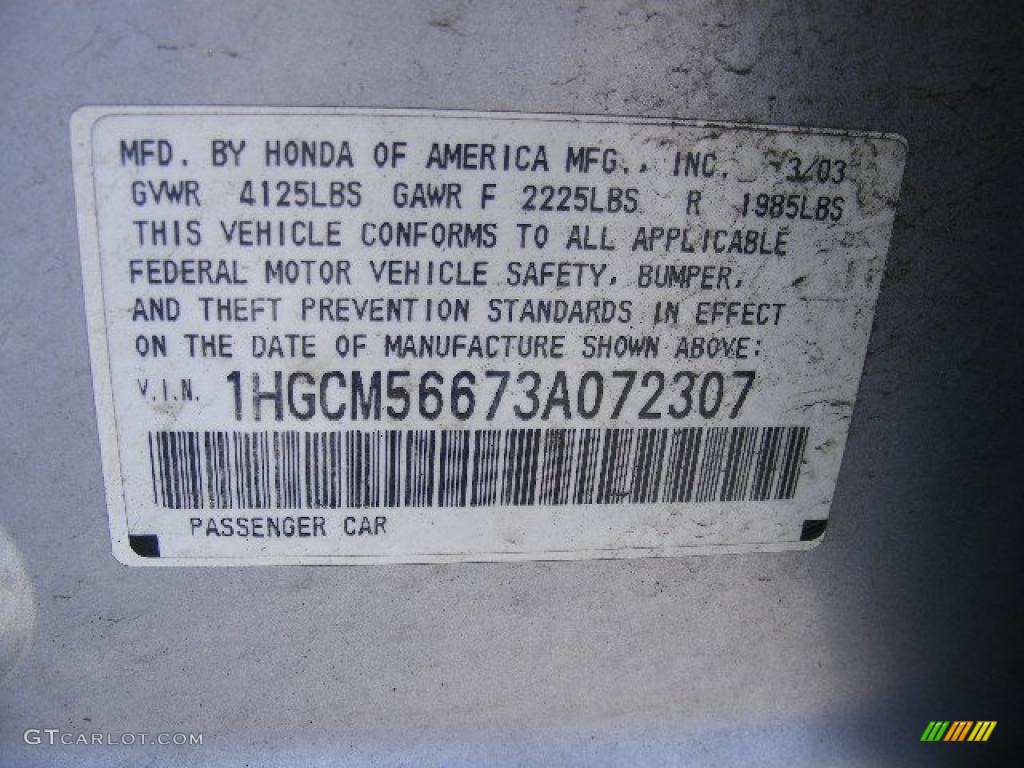 MFD. BY HONDA OF AMERICA MFG., INC. 3/03
GVWR 4125LBS GAWR F 2225LBS R 1985LBS
THIS VEHICLE CONFORMS TO ALL APPLICABLE
FEDERAL MOTOR VEHICLE SAFETY, BUMPER,
AND THEFT PREVENTION STANDARDS IN EFFECT
ON THE DATE OF MANUFACTURE SHOWN ABOVE:
V.I.N. 1HGCM56673A072307
PASSENGER CAR
GTCARLOT.COM